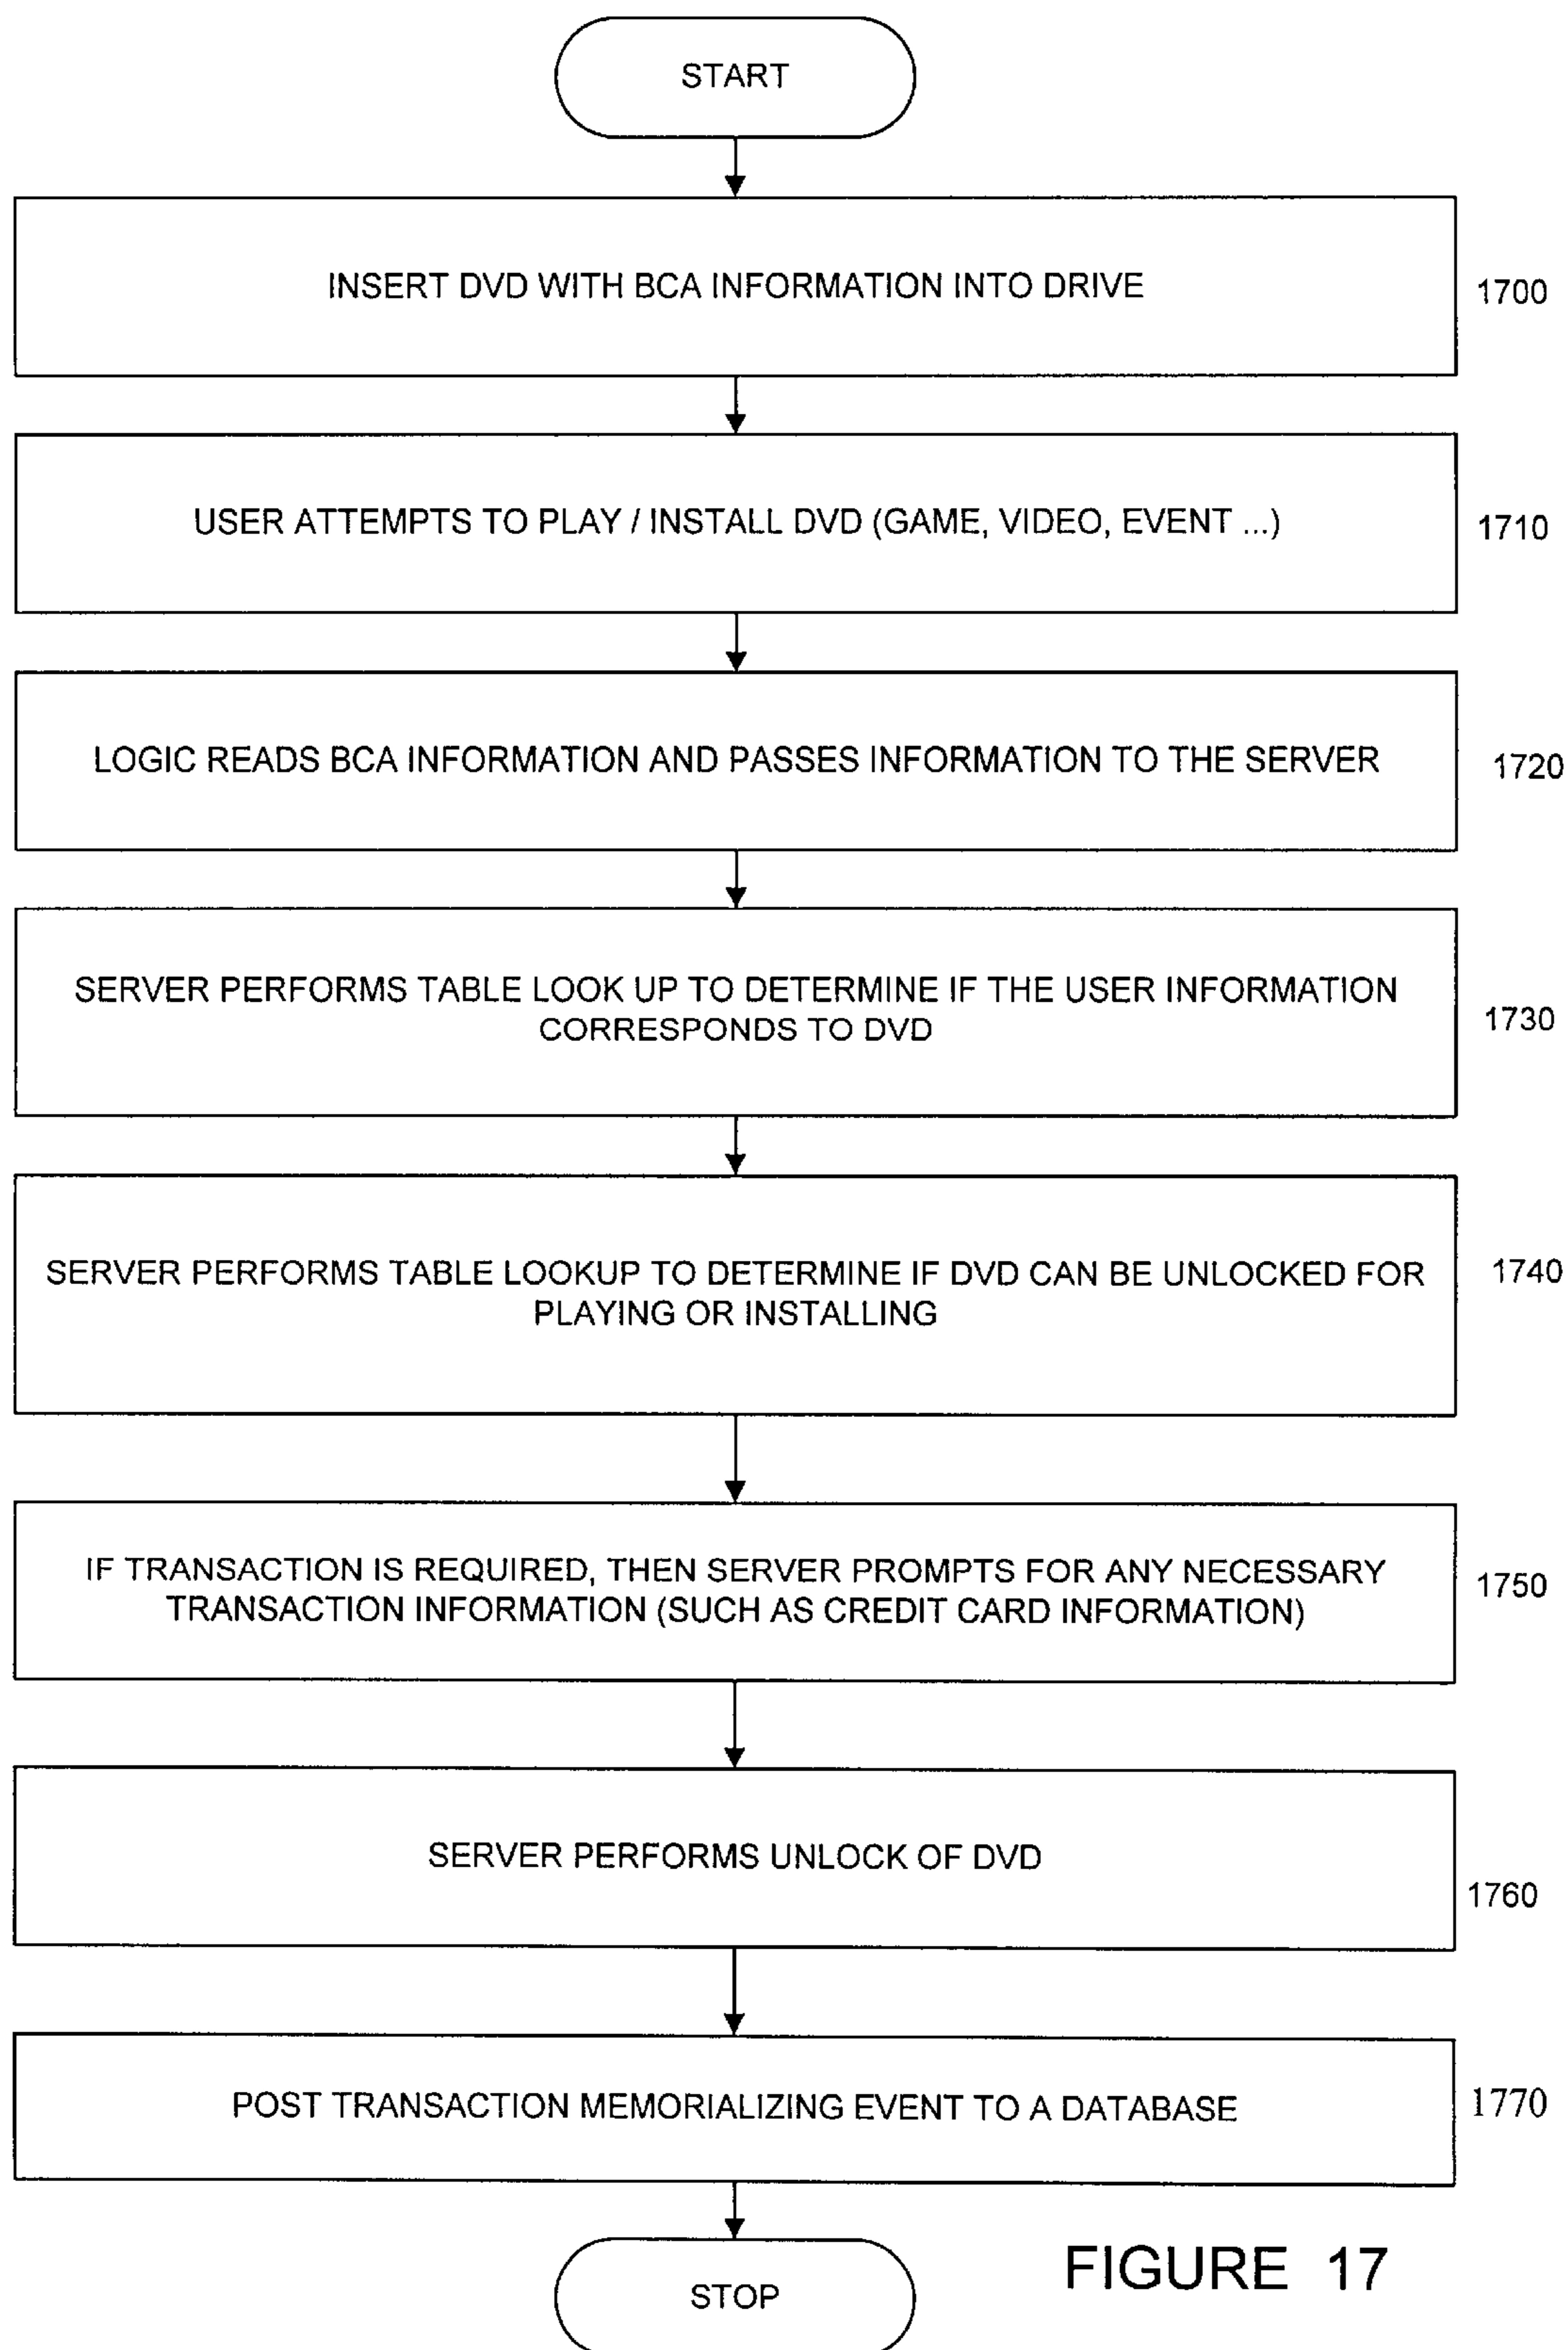 START
INSERT DVD WITH BCA INFORMATION INTO DRIVE
1700
USER ATTEMPTS TO PLAY / INSTALL DVD (GAME, VIDEO, EVENT ...)
1710
LOGIC READS BCA INFORMATION AND PASSES INFORMATION TO THE SERVER
1720
SERVER PERFORMS TABLE LOOK UP TO DETERMINE IF THE USER INFORMATION
CORRESPONDS TO DVD
1730
SERVER PERFORMS TABLE LOOKUP TO DETERMINE IF DVD CAN BE UNLOCKED FOR
PLAYING OR INSTALLING
1740
IF TRANSACTION IS REQUIRED, THEN SERVER PROMPTS FOR ANY NECESSARY
TRANSACTION INFORMATION (SUCH AS CREDIT CARD INFORMATION)
1750
SERVER PERFORMS UNLOCK OF DVD
1760
POST TRANSACTION MEMORIALIZING EVENT TO A DATABASE
1770
STOP
FIGURE 17